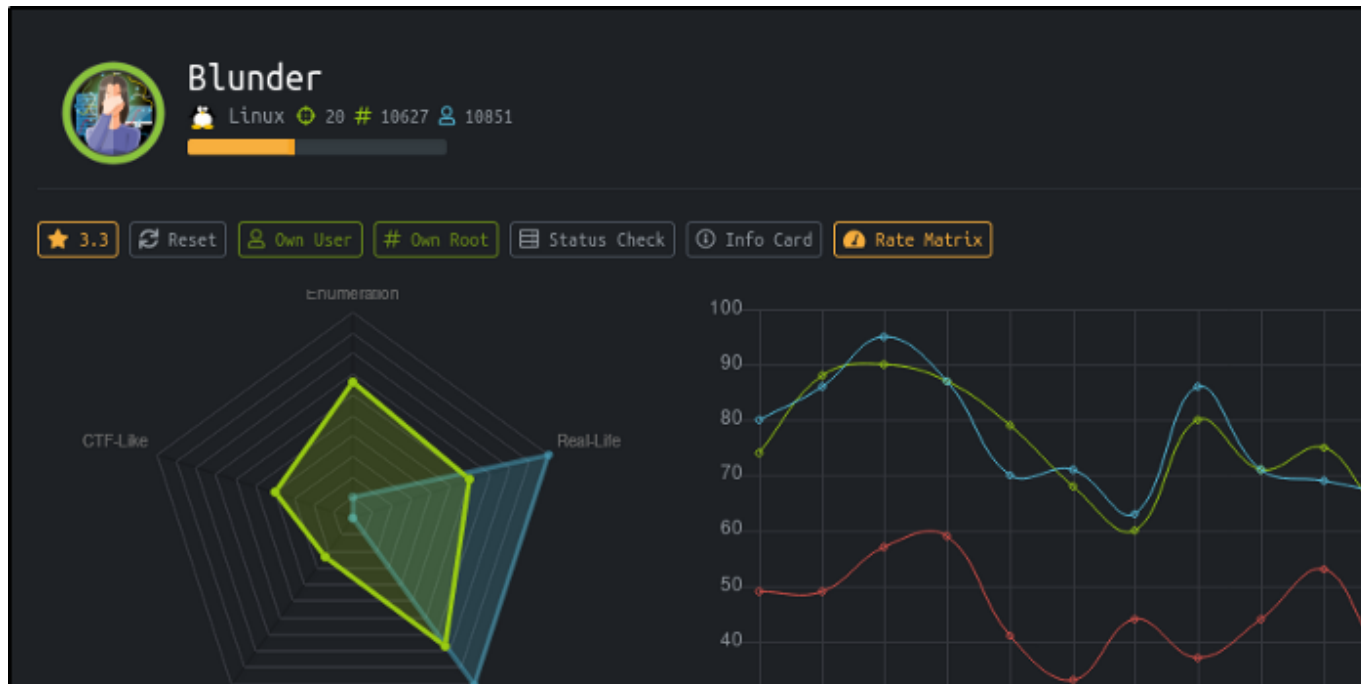 Blunder
Linux 20 # 10627 10851
3.3 Reset Own User # Own Root Status Check Info Card Rate Matrix
Enumeration
CTF-Like
Real-Life
100
90
80
70
60
50
40